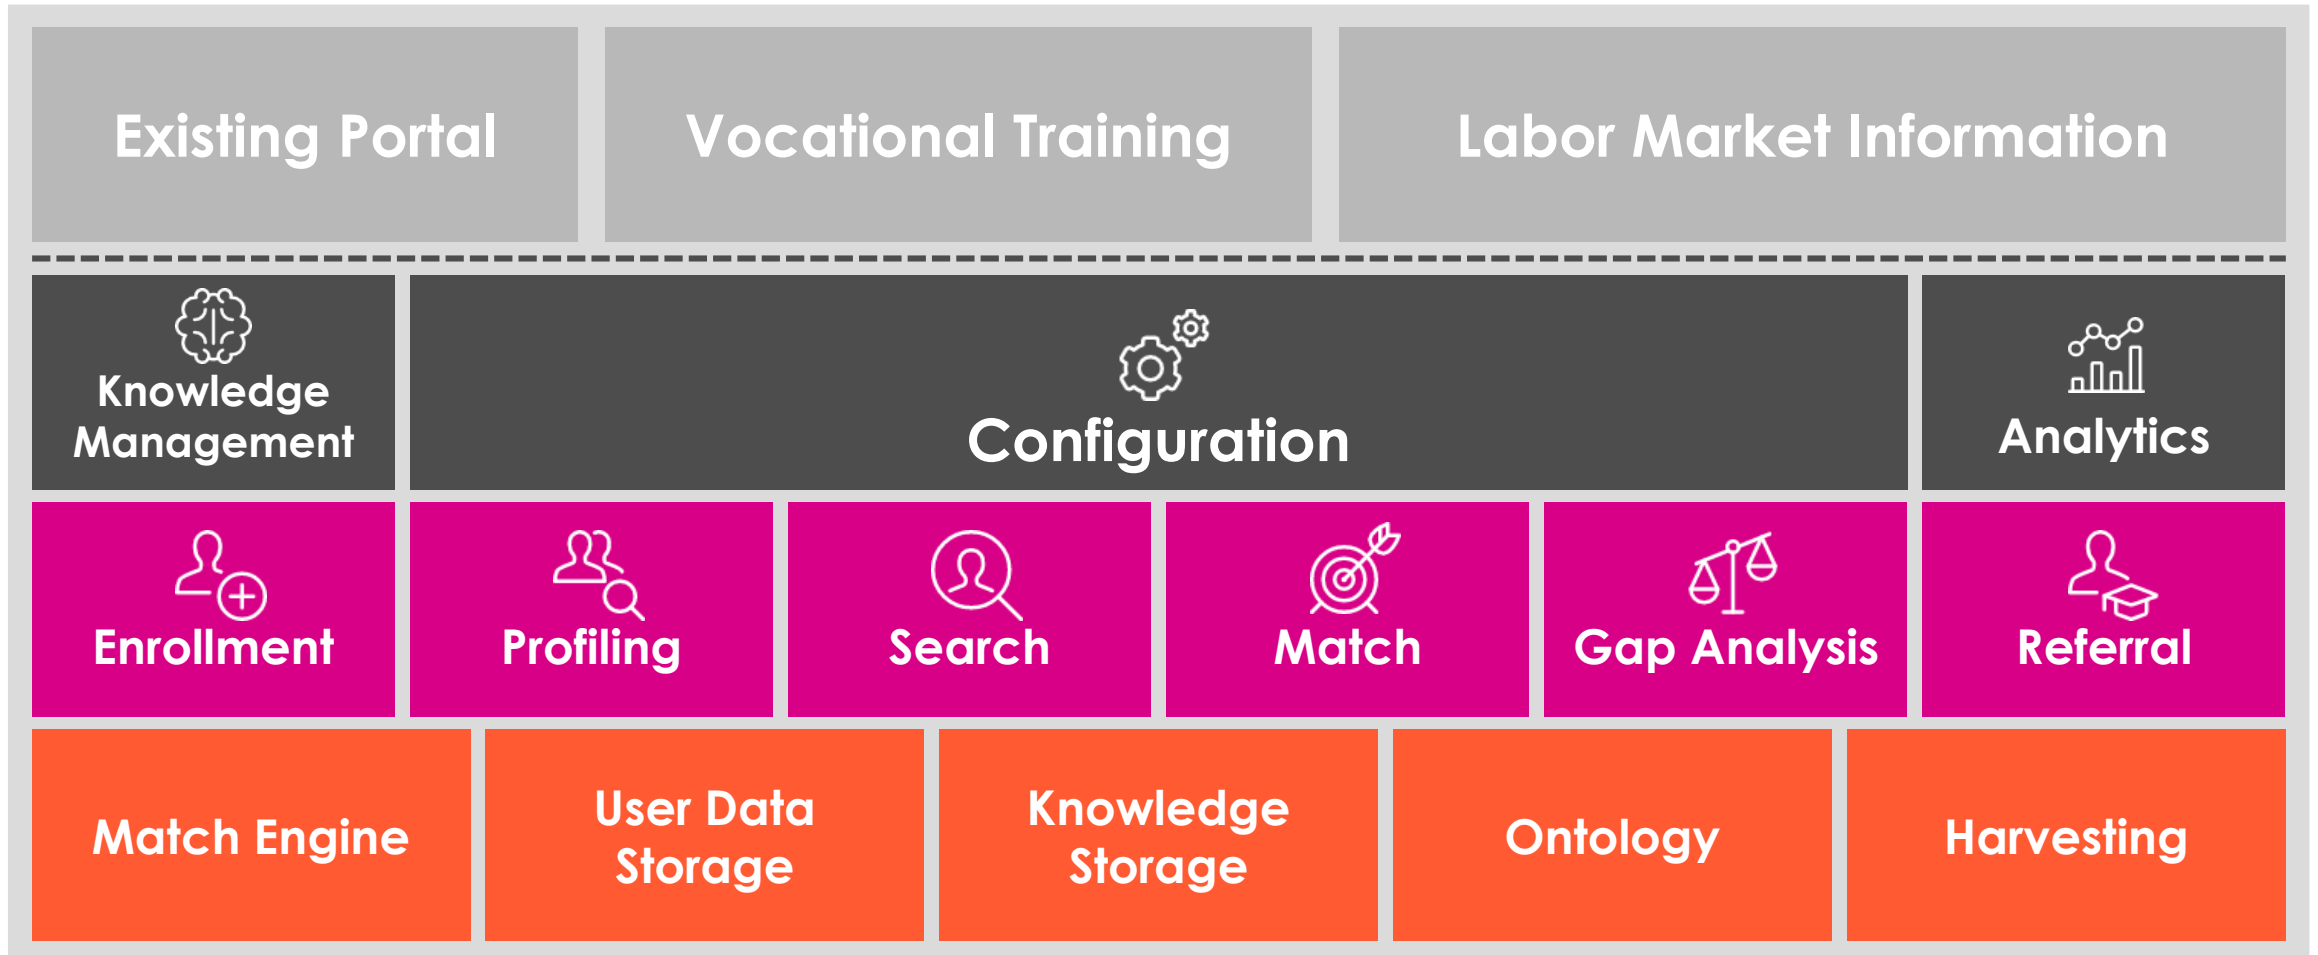 Existing Portal
Vocational Training
Labor Market Information
Knowledge
Management
Configuration
Analytics
Enrollment
Profiling
Search
Match
Gap Analysis
Referral
Match Engine
User Data
Storage
Knowledge
Storage
Ontology
Harvesting